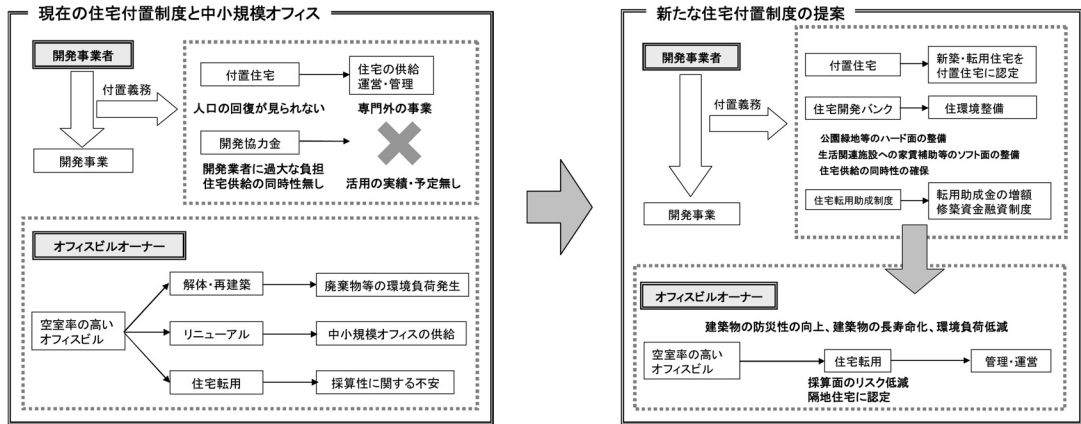 現在の住宅付置制度と中小規模オフィス
開発事業者
付置義務
開発事業
付置住宅
住宅の供給
運営・管理
人口の回復が見られない
専門外の事業
開発協力金
開発業者に過大な負担
住宅供給の同時性無し
活用の実績・予定無し
オフィスビルオーナー
空室率の高い
オフィスビル
解体・再建築
廃棄物等の環境負荷発生
リニューアル
中小規模オフィスの供給
住宅転用
採算性に関する不安
新たな住宅付置制度の提案
開発事業者
付置義務
開発事業
付置住宅
新築・転用住宅を
付置住宅に認定
住宅開発バンク
住環境整備
公園緑地等のハード面の整備
生活関連施設への家賃補助等のソフト面の整備
住宅供給の同時性の確保
住宅転用助成制度
転用助成金の増額
修築資金融資制度
オフィスビルオーナー
建築物の防災性の向上、建築物の長寿命化、環境負荷低減
空室率の高い
オフィスビル
住宅転用
管理・運営
採算面のリスク低減
隔地住宅に認定